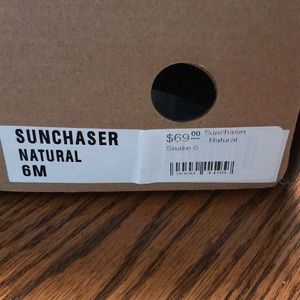 SUNCHASER
NATURAL
6M
$69.00 Sunchaser
- Natural
Snake 6